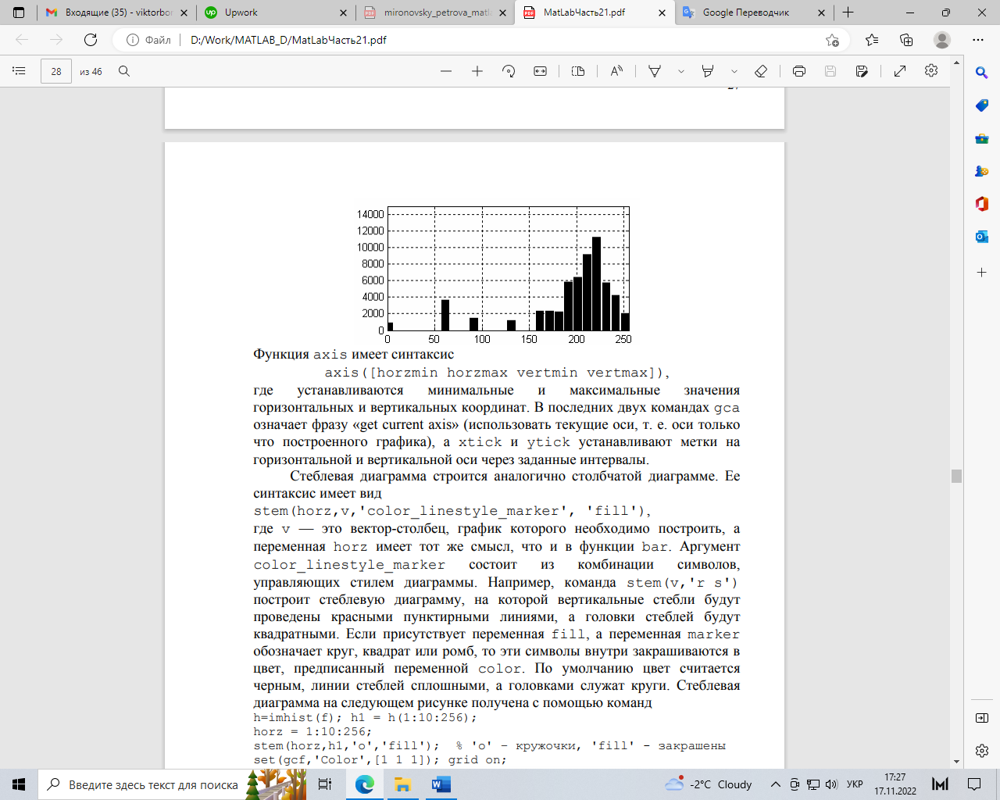 Входящие (35) - viktorbor
Upwork
mironovsky_petrova_matl
MatLabЧасть21.pdf
Google Переводчик
Файл
D:/Work/MATLAB_D/MatLabЧасть21.pdf
28
из 46
14000
12000
10000
8000
6000
4000
2000
0
0 50 100 150 200 250
Функция axis имеет синтаксис
axis([horzmin horzmax vertmin vertmax]),
где устанавливаются минимальные и максимальные значения
горизонтальных и вертикальных координат. В последних двух командах gca
означает фразу «get current axis» (использовать текущие оси, т. е. оси только
что построенного графика), а xtick и ytick устанавливают метки на
горизонтальной и вертикальной оси через заданные интервалы.
Стеблевая диаграмма строится аналогично столбчатой диаграмме. Ее
синтаксис имеет вид
stem(horz,v,'color_linestyle_marker', 'fill'),
где v — это вектор-столбец, график которого необходимо построить, а
переменная horz имеет тот же смысл, что и в функции bar. Аргумент
color_linestyle_marker состоит из комбинации символов,
управляющих стилем диаграммы. Например, команда stem(v,'r s')
построит стеблевую диаграмму, на которой вертикальные стебли будут
проведены красными пунктирными линиями, а головки стеблей будут
квадратными. Если присутствует переменная fill, а переменная marker
обозначает круг, квадрат или ромб, то эти символы внутри закрашиваются в
цвет, предписанный переменной color. По умолчанию цвет считается
черным, линии стеблей сплошными, а головками служат круги. Стеблевая
диаграмма на следующем рисунке получена с помощью команд
h=imhist(f); h1 = h(1:10:256);
horz = 1:10:256;
stem(horz,h1,'o','fill'); % 'o' – кружочки, 'fill' - закрашены
set(gcf,'Color',[1 1 1]); grid on;
Введите здесь текст для поиска
-2°C Cloudy
УКР
17:27
17.11.2022